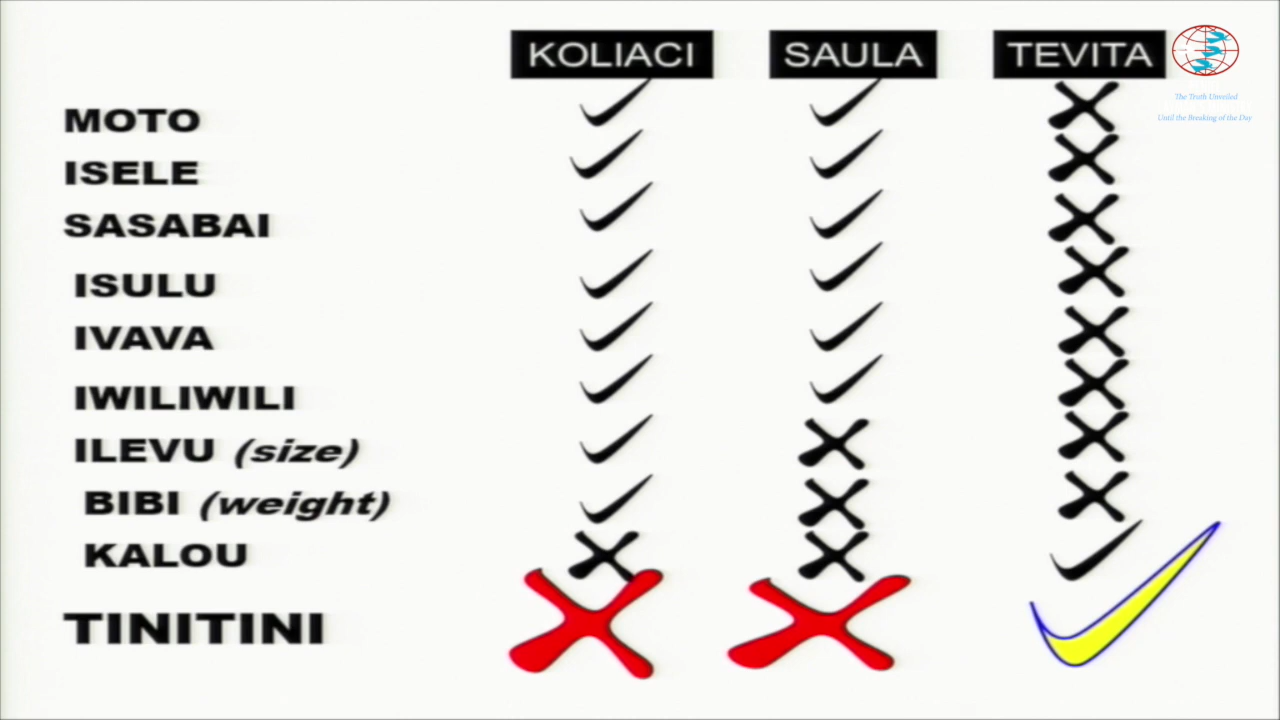 KOLIACI SAULA TEVITA
The Truth Unveiled
Until the Breaking of the Day
MOTO
ISELE
SASABAI
ISULU
IVAVA
IWILIWILI
ILEVU (size)
BIBI (weight)
KALOU
TINITINI